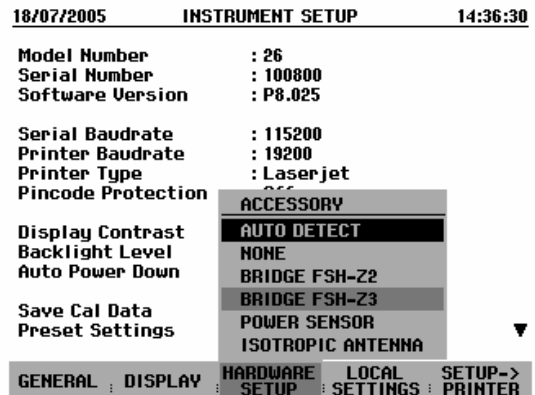 18/07/2005 INSTRUMENT SETUP 14:36:30
Model Number : 26
Serial Number : 100800
Software Version : P8.025
Serial Baudrate : 115200
Printer Baudrate : 19200
Printer Type : Laserjet
Pincode Protection
Display Contrast
Backlight Level
Auto Power Down
Save Cal Data
Preset Settings
ACCESSORY
AUTO DETECT
NONE
BRIDGE FSH-Z2
BRIDGE FSH-Z3
POWER SENSOR
ISOTROPIC ANTENNA
GENERAL DISPLAY HARDWARE SETUP LOCAL SETTINGS SETUP-> PRINTER